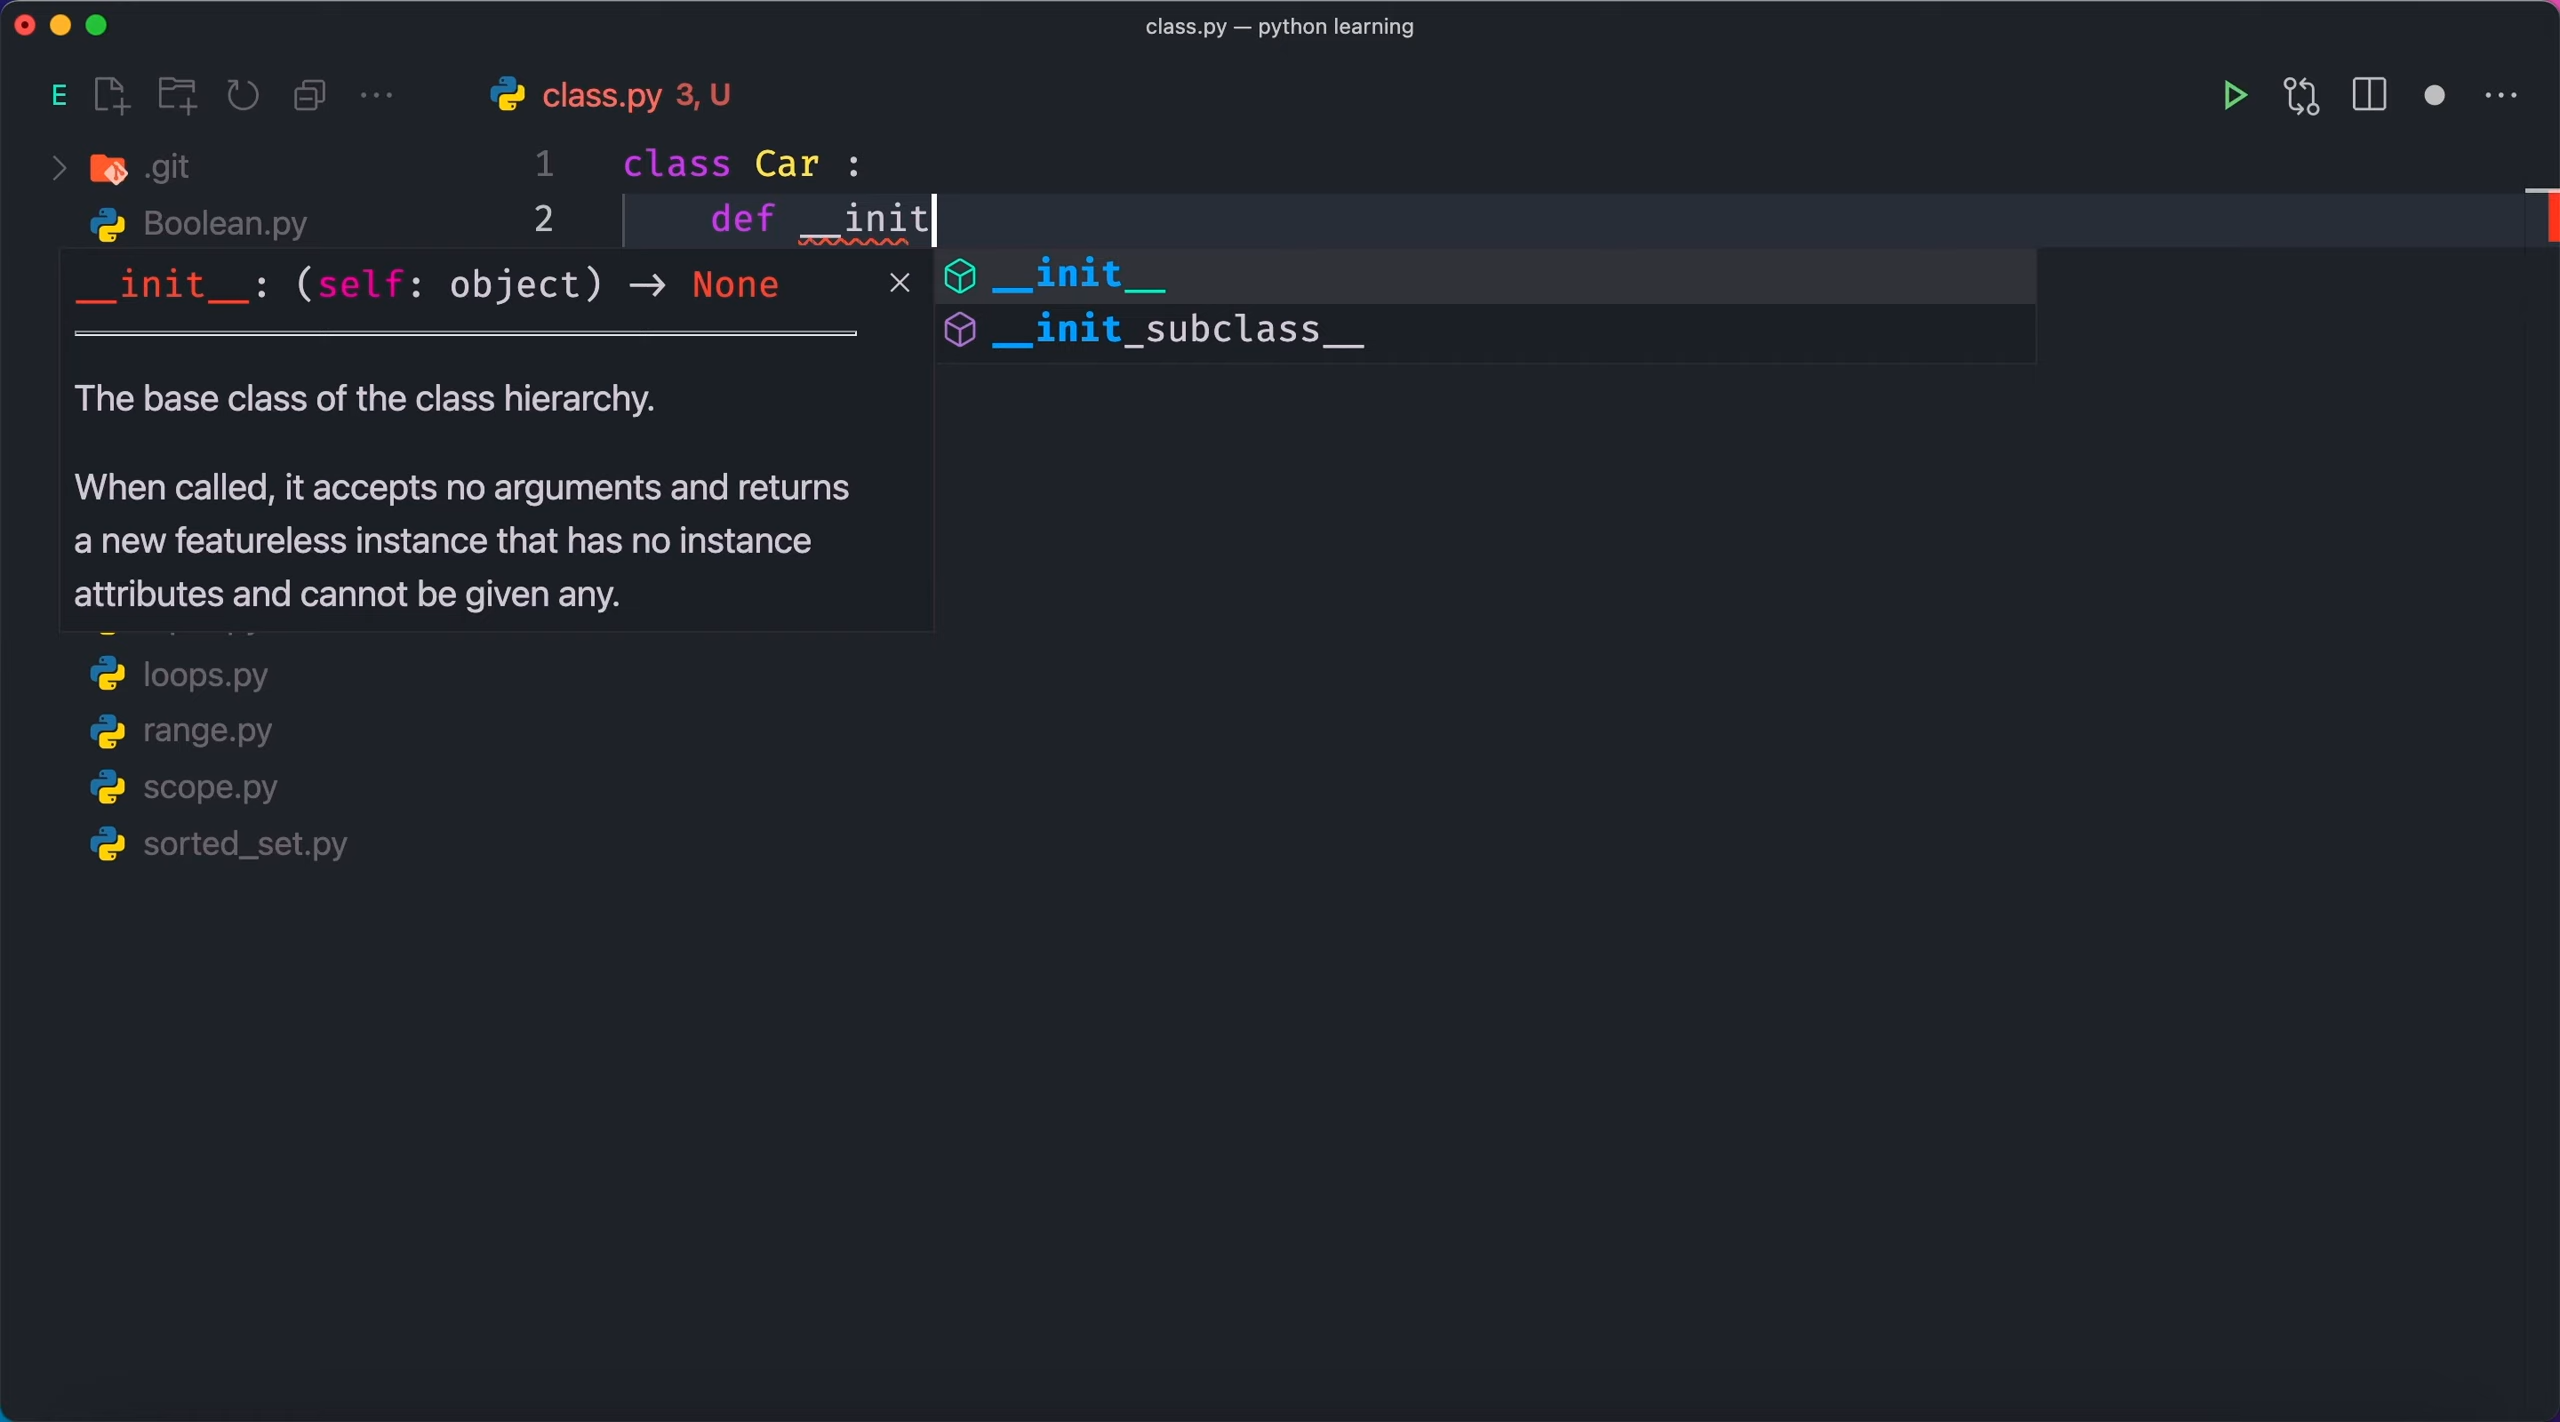 class.py — python learning
E
class.py 3, U
.git
Boolean.py
1 class Car :
2 def __init
__init__: (self: object) → None
The base class of the class hierarchy.
When called, it accepts no arguments and returns
a new featureless instance that has no instance
attributes and cannot be given any.
__init__
__init_subclass__
loops.py
range.py
scope.py
sorted_set.py